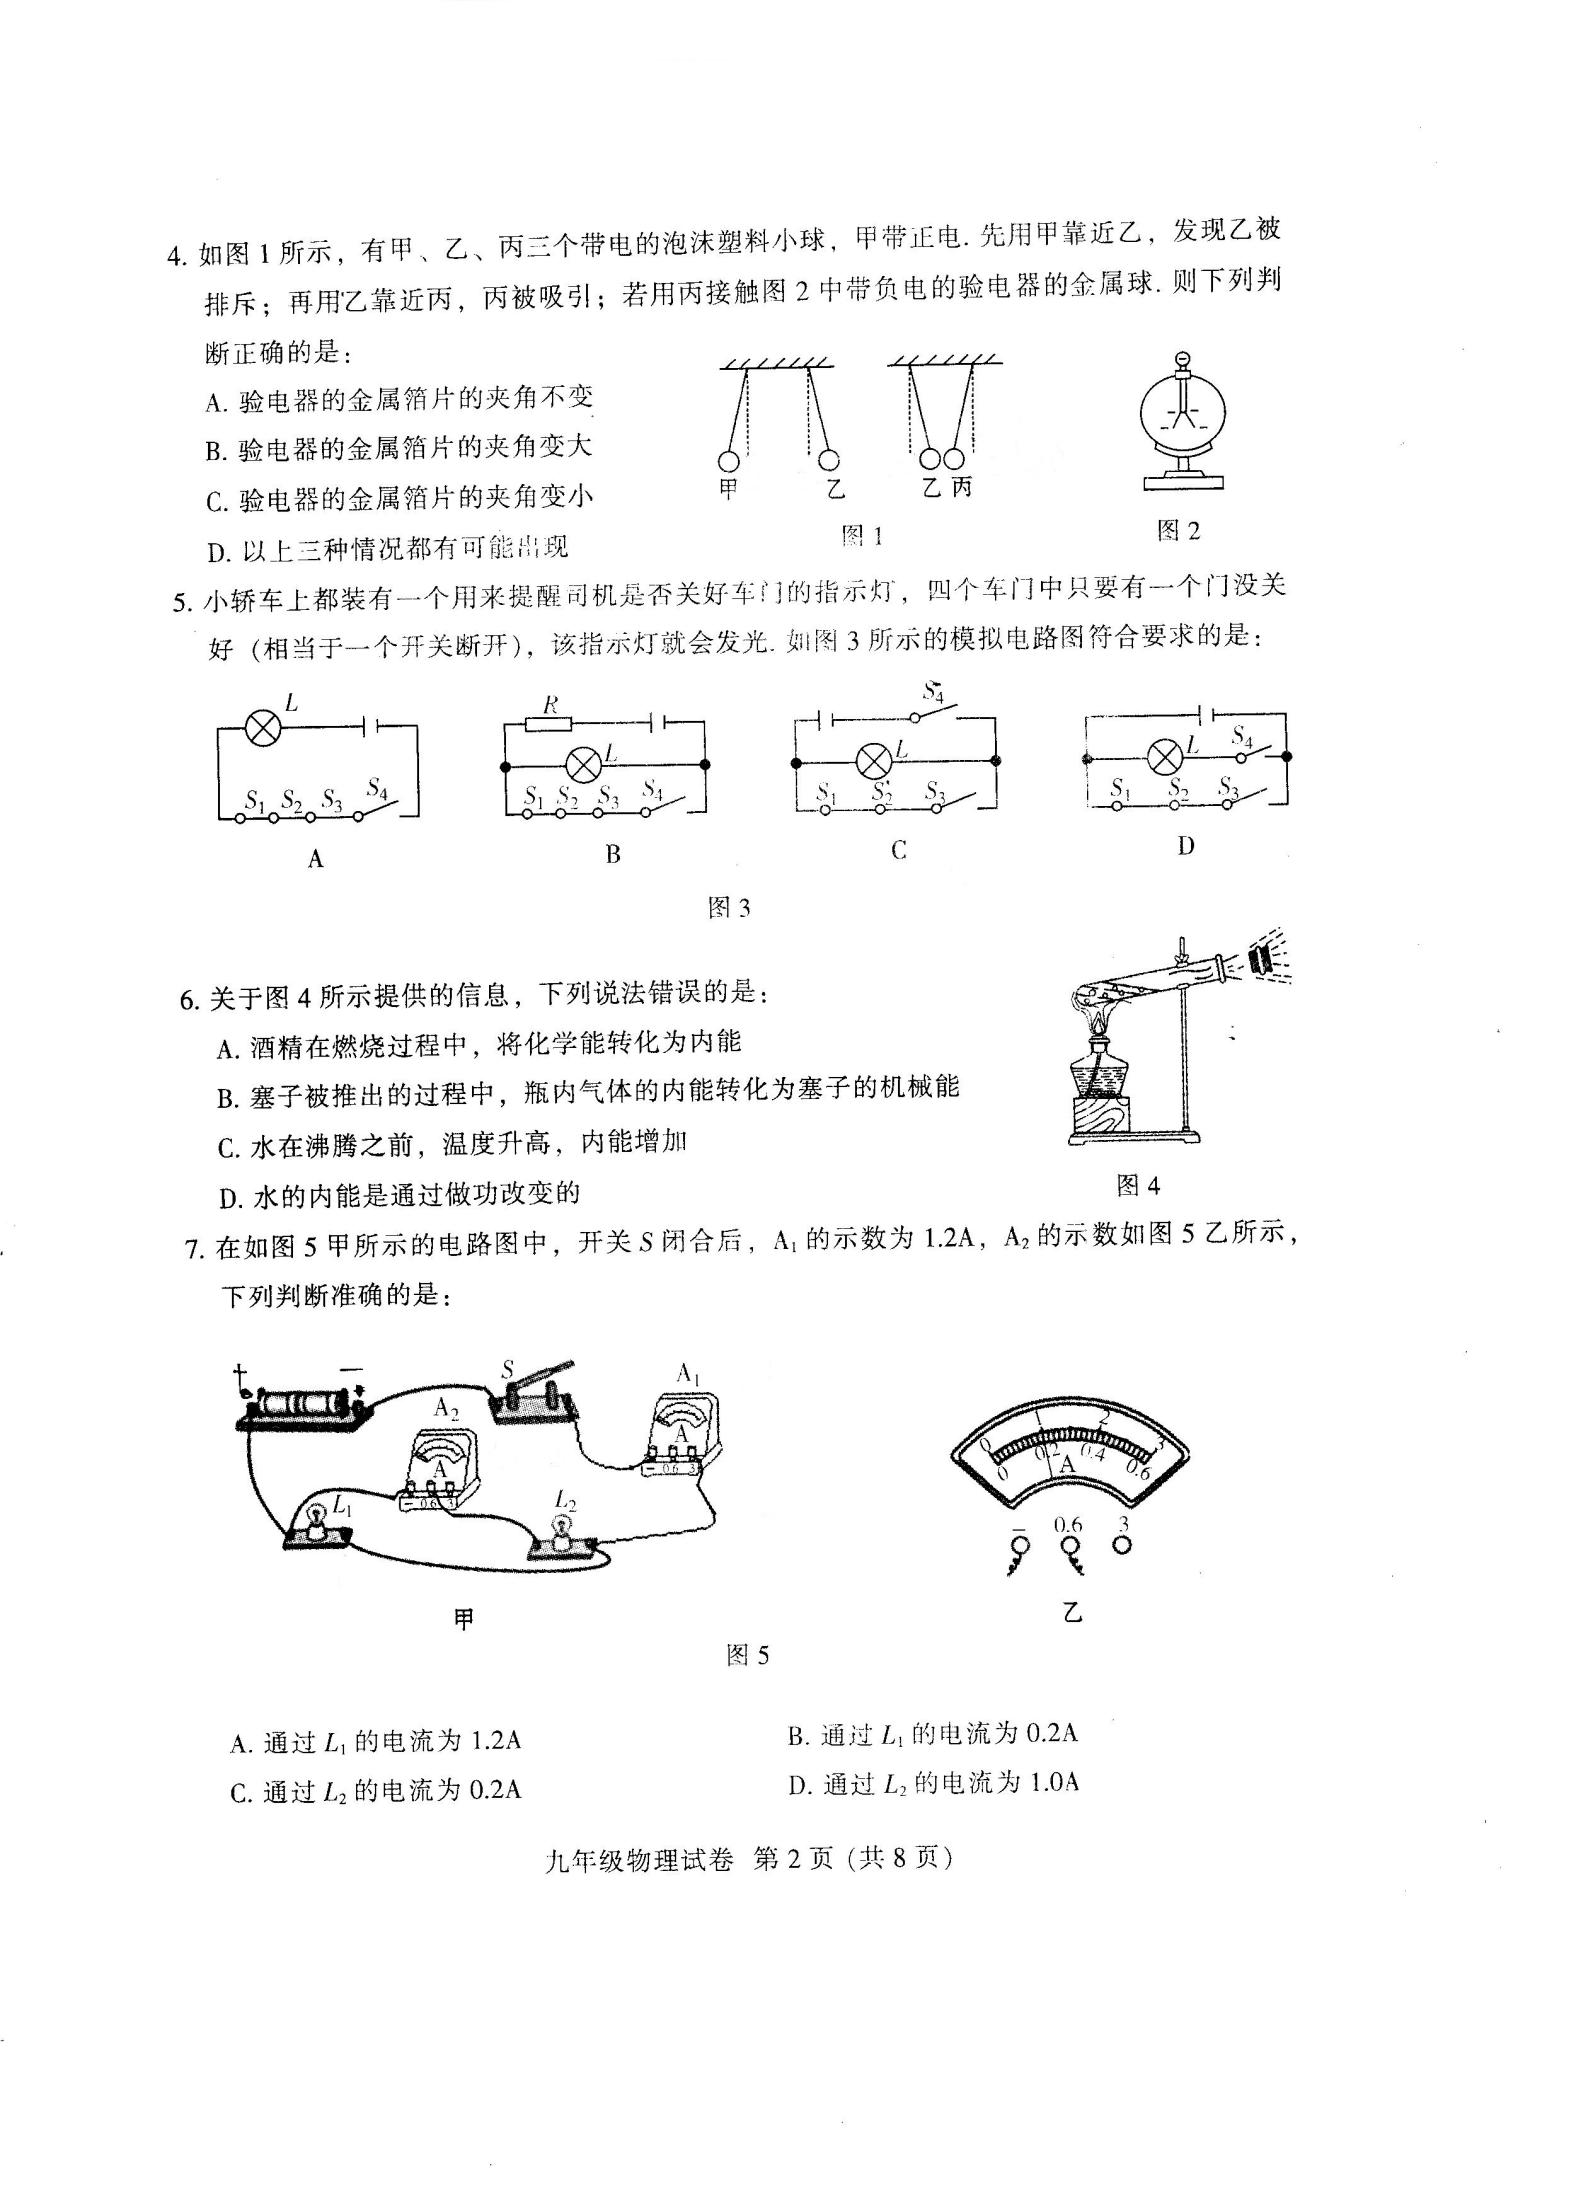 4. 如图 1 所示，有甲、乙、丙三个带电的泡沫塑料小球，甲带正电. 先用甲靠近乙，发现乙被
排斥；再用乙靠近丙，丙被吸引；若用丙接触图 2 中带负电的验电器的金属球. 则下列判
断正确的是：
A. 验电器的金属箔片的夹角不变
B. 验电器的金属箔片的夹角变大
C. 验电器的金属箔片的夹角变小
D. 以上三种情况都有可能出现
甲 乙 乙 丙
图 1 图 2
5. 小轿车上都装有一个用来提醒司机是否关好车门的指示灯，四个车门中只要有一个门没关
好（相当于一个开关断开），该指示灯就会发光. 如图 3 所示的模拟电路图符合要求的是：
L
S1 S2 S3 S4
A
R
L
S1 S2 S3 S4
B
S4
L
S1 S2 S3
C
L S4
S1 S2 S3
D
图 3
6. 关于图 4 所示提供的信息，下列说法错误的是：
A. 酒精在燃烧过程中，将化学能转化为内能
B. 塞子被推出的过程中，瓶内气体的内能转化为塞子的机械能
C. 水在沸腾之前，温度升高，内能增加
D. 水的内能是通过做功改变的
图 4
7. 在如图 5 甲所示的电路图中，开关 S 闭合后，A1 的示数为 1.2A，A2 的示数如图 5 乙所示，
下列判断准确的是：
+ −
S
A1
A2
A
− 0.6 3
A
− 0.6 3
L1
L2
甲
0 1 2 3
0 0.2 0.4 0.6
A
− 0.6 3
乙
图 5
A. 通过 L1 的电流为 1.2A B. 通过 L1 的电流为 0.2A
C. 通过 L2 的电流为 0.2A D. 通过 L2 的电流为 1.0A
九年级物理试卷 第 2 页（共 8 页）